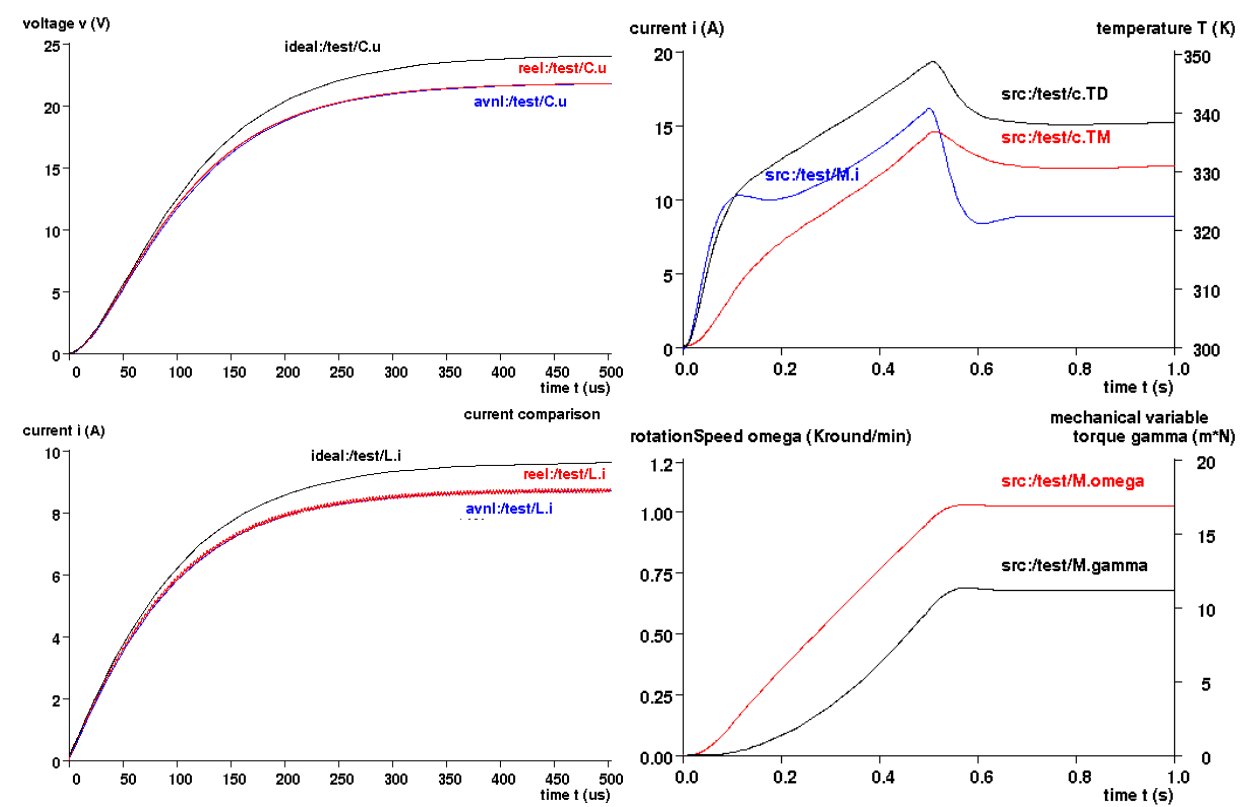 voltage v (V)
25
20
15
10
5
0
ideal:/test/C.u
reel:/test/C.u
avnl:/test/C.u
0 50 100 150 200 250 300 350 400 450 500
time t (us)
current i (A)
temperature T (K)
20
15
10
5
0
350
340
330
320
310
300
src:/test/c.TD
src:/test/c.TM
src:/test/M.i
0.0 0.2 0.4 0.6 0.8 1.0
time t (s)
current comparison
current i (A)
10
8
6
4
2
0
ideal:/test/L.i
reel:/test/L.i
avnl:/test/L.i
0 50 100 150 200 250 300 350 400 450 500
time t (us)
mechanical variable
rotationSpeed omega (Kround/min)
torque gamma (m*N)
1.2
1.00
0.75
0.50
0.25
0.00
20
15
10
5
0
src:/test/M.omega
src:/test/M.gamma
0.0 0.2 0.4 0.6 0.8 1.0
time t (s)